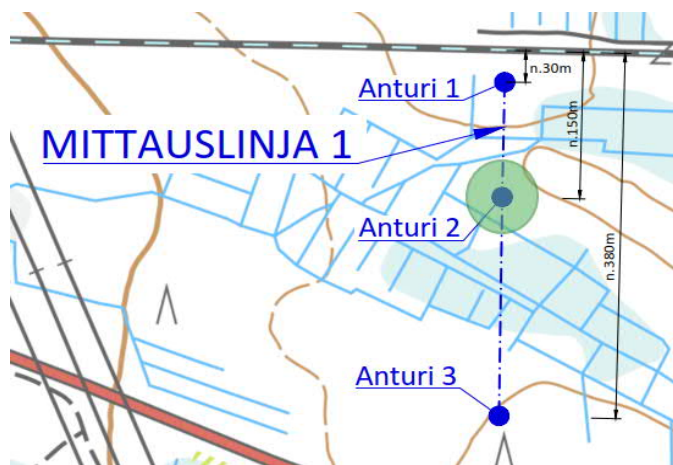 n.30m
Anturi 1
MITTAUSLINJA 1
n.150m
Anturi 2
n.380m
Anturi 3